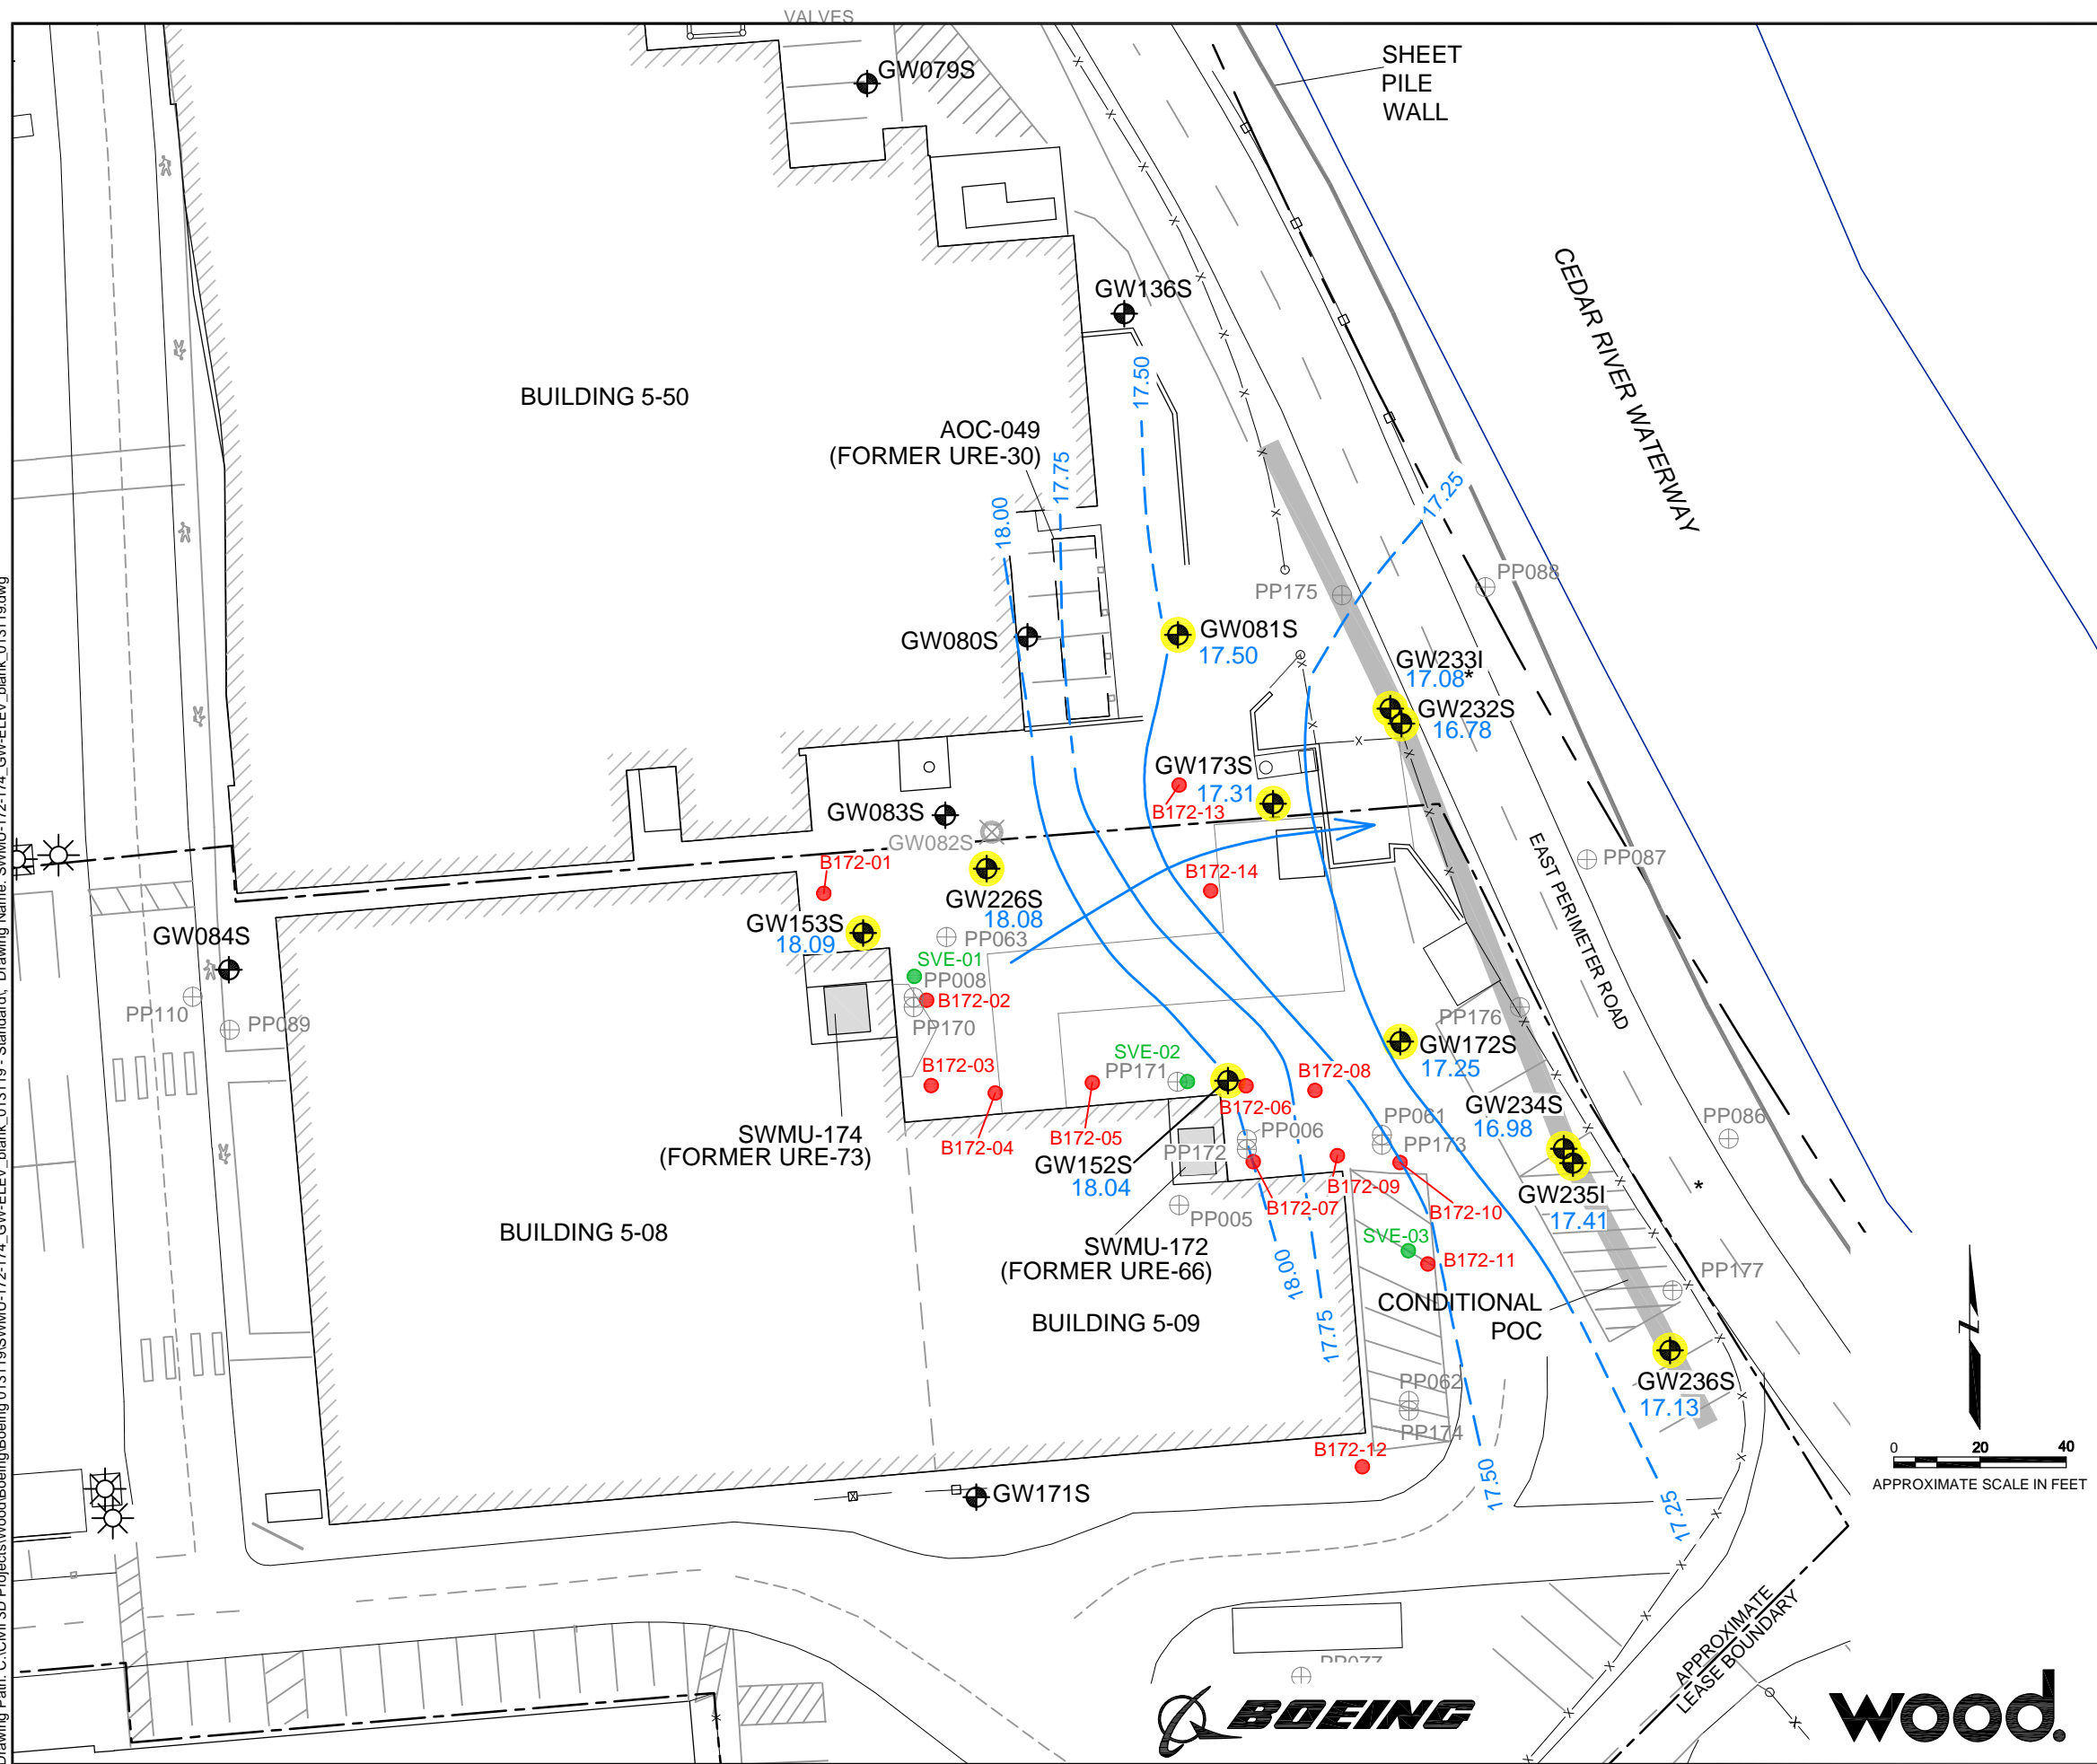 VALVES
SHEET
PILE
WALL
GW079S
CEDAR RIVER WATERWAY
GW136S
17.50
BUILDING 5-50
AOC-049
(FORMER URE-30)
17.75
18.00
17.25
PP175
PP088
GW080S
GW081S
17.50
GW233I
17.08*
GW232S
16.78
GW173S
17.31
B172-13
GW083S
GW082S
B172-01
GW226S
18.08
B172-14
EAST PERIMETER ROAD
PP087
GW153S
18.09
PP063
GW084S
SVE-01
PP008
B172-02
PP170
PP110
PP089
PP176
GW172S
17.25
SVE-02
PP171
B172-03
B172-08
B172-06
GW234S
16.98
PP061
PP173
PP086
SWMU-174
(FORMER URE-73)
B172-04
B172-05
PP006
PP172
GW152S
18.04
B172-09
B172-07
B172-10
GW235I
17.41
*
PP005
BUILDING 5-08
SWMU-172
(FORMER URE-66)
SVE-03
B172-11
18.00
PP177
CONDITIONAL
POC
BUILDING 5-09
17.75
GW236S
17.13
PP062
PP174
B172-12
17.50
17.25
GW171S
N
0 20 40
APPROXIMATE SCALE IN FEET
APPROXIMATE
LEASE BOUNDARY
PP077
BOEING
wood.